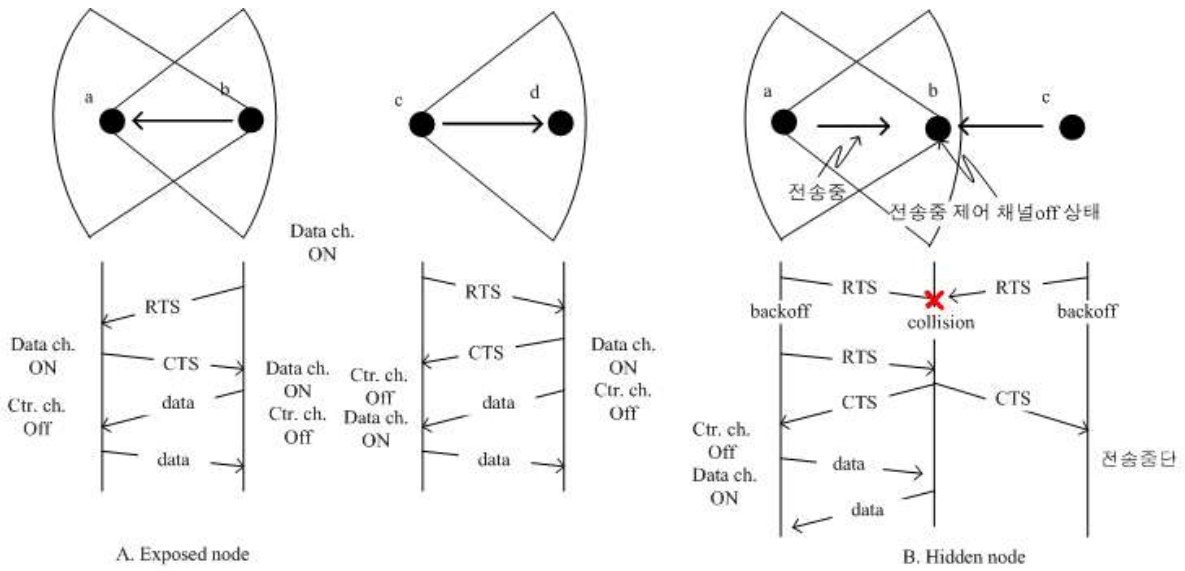 a
b
c
d
a
b
c
전송중
전송중 제어 채널off 상태
Data ch.
ON
RTS
Data ch.
ON
CTS
Data ch.
ON
Ctr. ch.
Off
data
Ctr. ch.
Off
data
RTS
CTS
Data ch.
ON
Ctr. ch.
Off
Ctr. ch.
Off
Data ch.
ON
data
data
RTS
RTS
backoff
collision
backoff
RTS
CTS
CTS
Ctr. ch.
Off
Data ch.
ON
data
전송중단
data
A. Exposed node
B. Hidden node